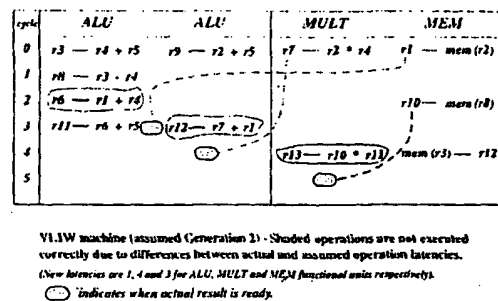 cycle ALU ALU MULT MEM
0 r3 — r4 + r5 r9 — r2 + r5 r7 — r2 * r4 r1 — mem (r2)
1 r8 — r3 - r4
2 r6 — r1 + r4 r10 — mem (r8)
3 r11 — r6 + r5 r12 — r7 + r1
4 r13 — r10 * r11 mem (r3) — r12
5
VLIW machine (assumed Generation 2) - Shaded operations are not executed
correctly due to differences between actual and assumed operation latencies.
(New latencies are 1, 4 and 3 for ALU, MULT and MEM functional units respectively).
indicates when actual result is ready.